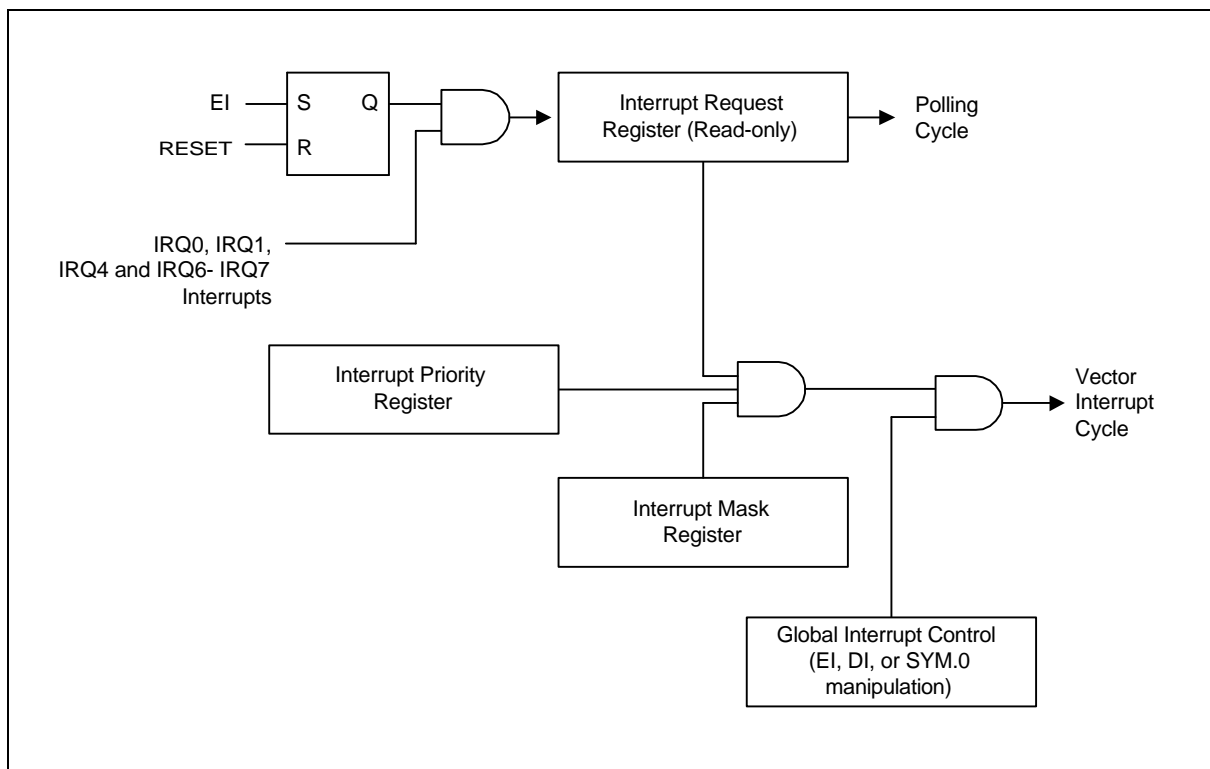 EI
S
Q
RESET
R
Interrupt Request
Register (Read-only)
Polling
Cycle
IRQ0, IRQ1,
IRQ4 and IRQ6- IRQ7
Interrupts
Interrupt Priority
Register
Vector
Interrupt
Cycle
Interrupt Mask
Register
Global Interrupt Control
(EI, DI, or SYM.0
manipulation)